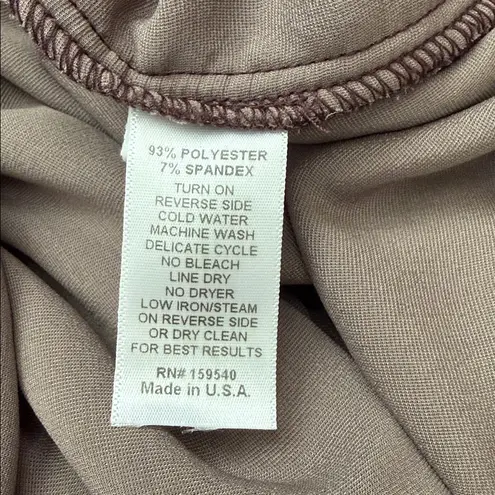 93% POLYESTER
7% SPANDEX
TURN ON
REVERSE SIDE
COLD WATER
MACHINE WASH
DELICATE CYCLE
NO BLEACH
LINE DRY
NO DRYER
LOW IRON/STEAM
ON REVERSE SIDE
OR DRY CLEAN
FOR BEST RESULTS
RN# 159540
Made in U.S.A.